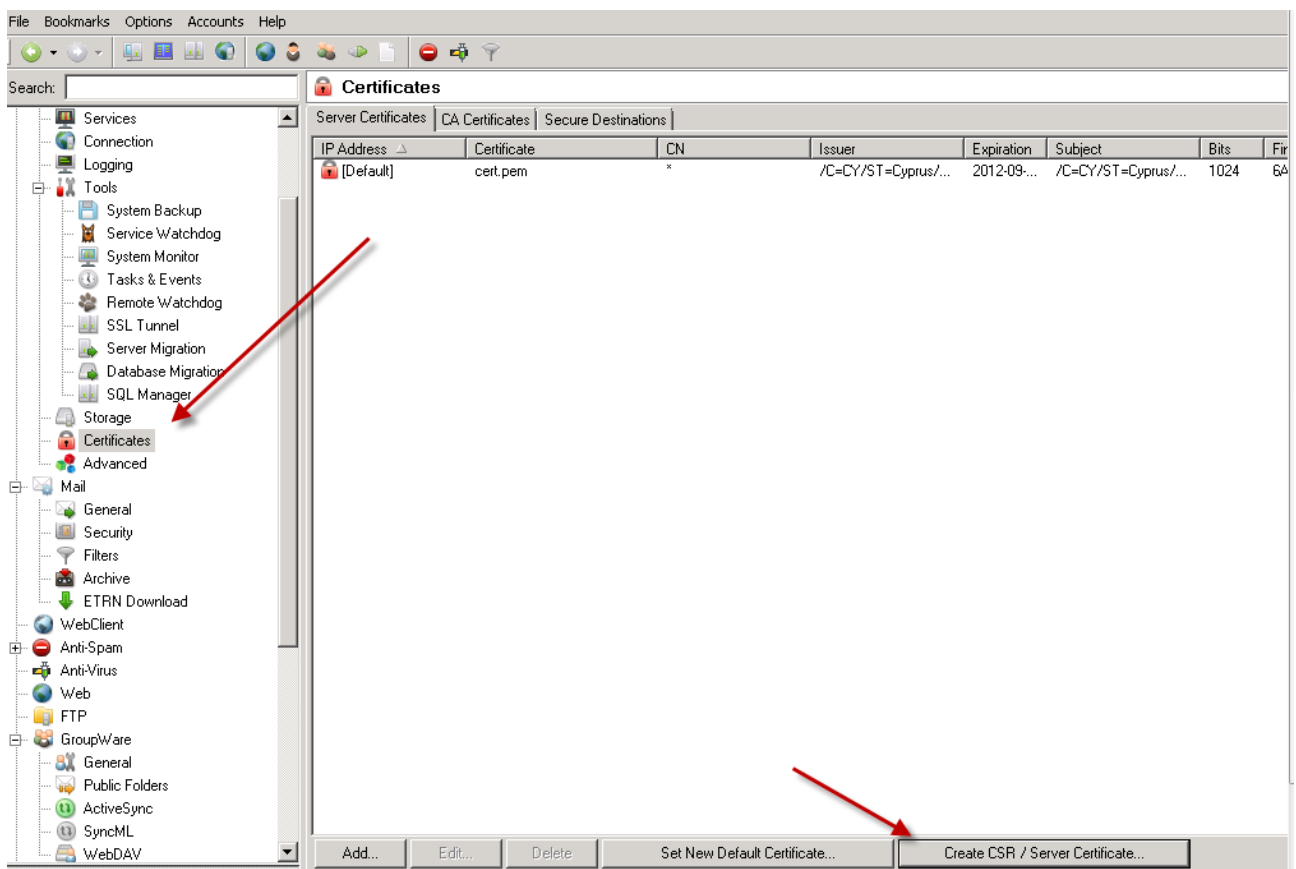 File Bookmarks Options Accounts Help
Search:
Services
Connection
Logging
Tools
System Backup
Service Watchdog
System Monitor
Tasks & Events
Remote Watchdog
SSL Tunnel
Server Migration
Database Migration
SQL Manager
Storage
Certificates
Advanced
Mail
General
Security
Filters
Archive
ETRN Download
WebClient
Anti-Spam
Anti-Virus
Web
FTP
GroupWare
General
Public Folders
ActiveSync
SyncML
WebDAV
Certificates
Server Certificates CA Certificates Secure Destinations
IP Address Certificate CN Issuer Expiration Subject Bits Fir
[Default] cert.pem * /C=CY/ST=Cyprus/... 2012-09-... /C=CY/ST=Cyprus/... 1024 6A
Add... Edit... Delete Set New Default Certificate... Create CSR / Server Certificate...